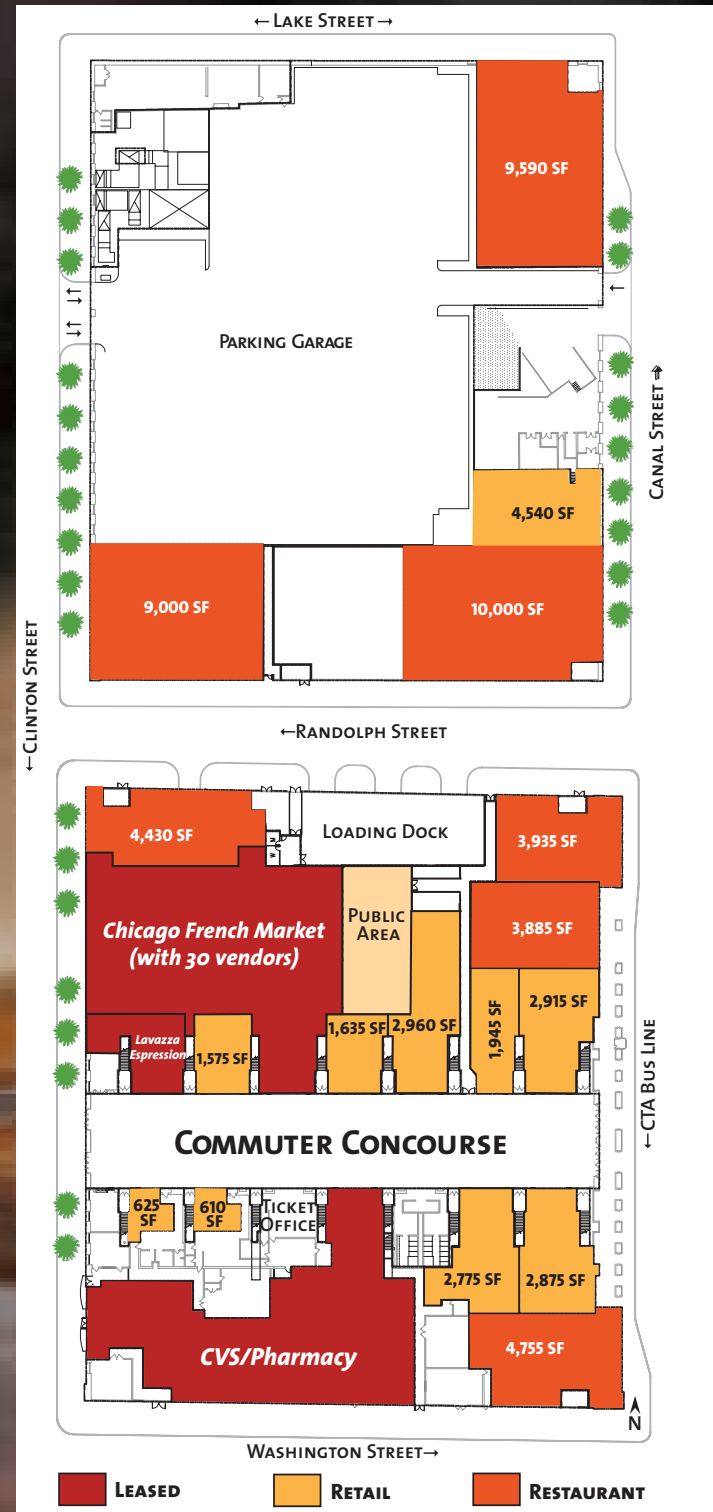 ←LAKE STREET→
9,590 SF
PARKING GARAGE
CANAL STREET→
4,540 SF
9,000 SF
10,000 SF
←CLINTON STREET
←RANDOLPH STREET
LOADING DOCK
4,430 SF
3,935 SF
Chicago French Market
(with 30 vendors)
PUBLIC
AREA
3,885 SF
Lavazza
Espression
1,575 SF
1,635 SF
2,960 SF
1,945 SF
2,915 SF
←CTA BUS LINE
COMMUTER CONCOURSE
625
SF
610
SF
TICKET
OFFICE
2,775 SF
2,875 SF
CVS/Pharmacy
4,755 SF
N
WASHINGTON STREET→
LEASED
RETAIL
RESTAURANT